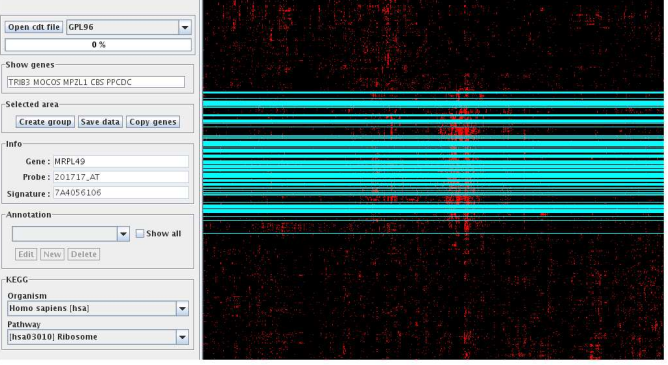 Open cdt file GPL96
0 %
Show genes
TRIB3 MOCOS MPZL1 CBS PPCDC
Selected area
Create group Save data Copy genes
Info
Gene : MRPL49
Probe : 201717_AT
Signature : 7A4056106
Annotation
Show all
Edit New Delete
KEGG
Organism
Homo sapiens [hsa]
Pathway
[hsa03010] Ribosome